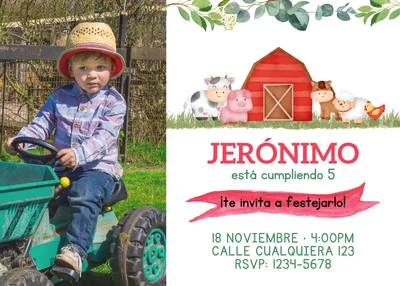 JERÓNIMO
está cumpliendo 5
¡te invita a festejarlo!
18 NOVIEMBRE · 4:00PM
CALLE CUALQUIERA 123
RSVP: 1234-5678